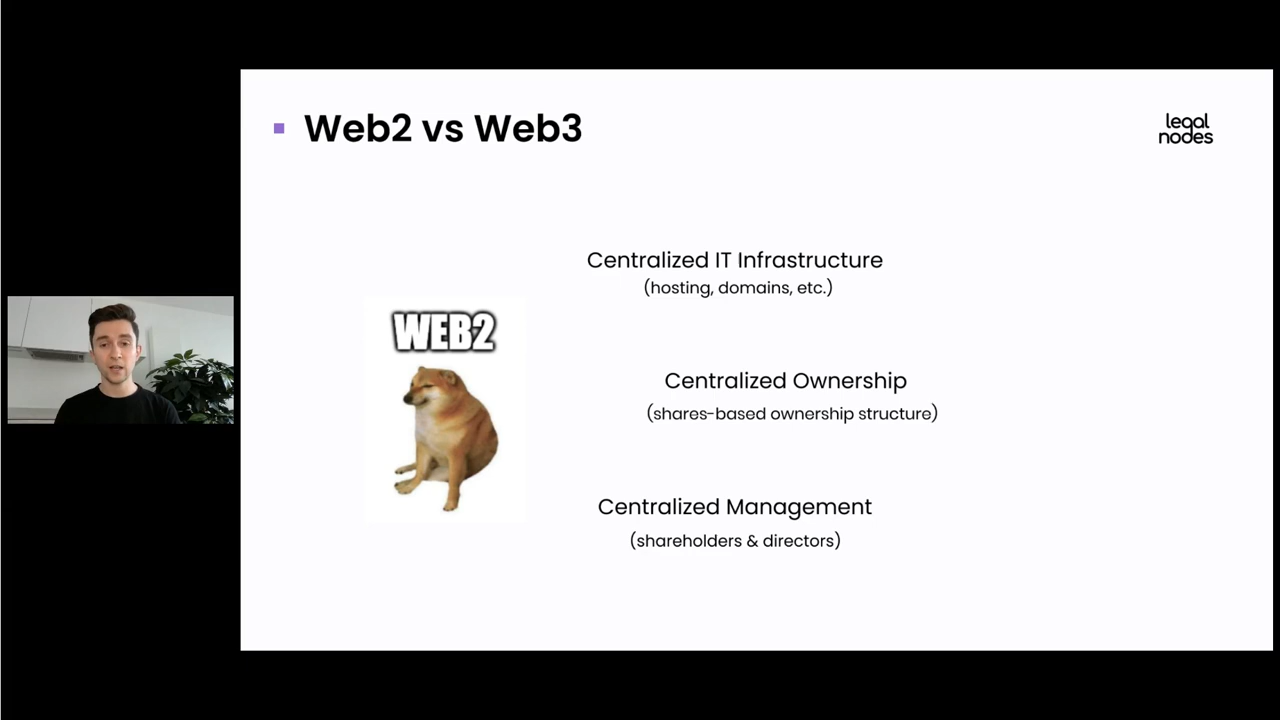 Web2 vs Web3
legal
nodes
Centralized IT Infrastructure
(hosting, domains, etc.)
WEB2
Centralized Ownership
(shares-based ownership structure)
Centralized Management
(shareholders & directors)